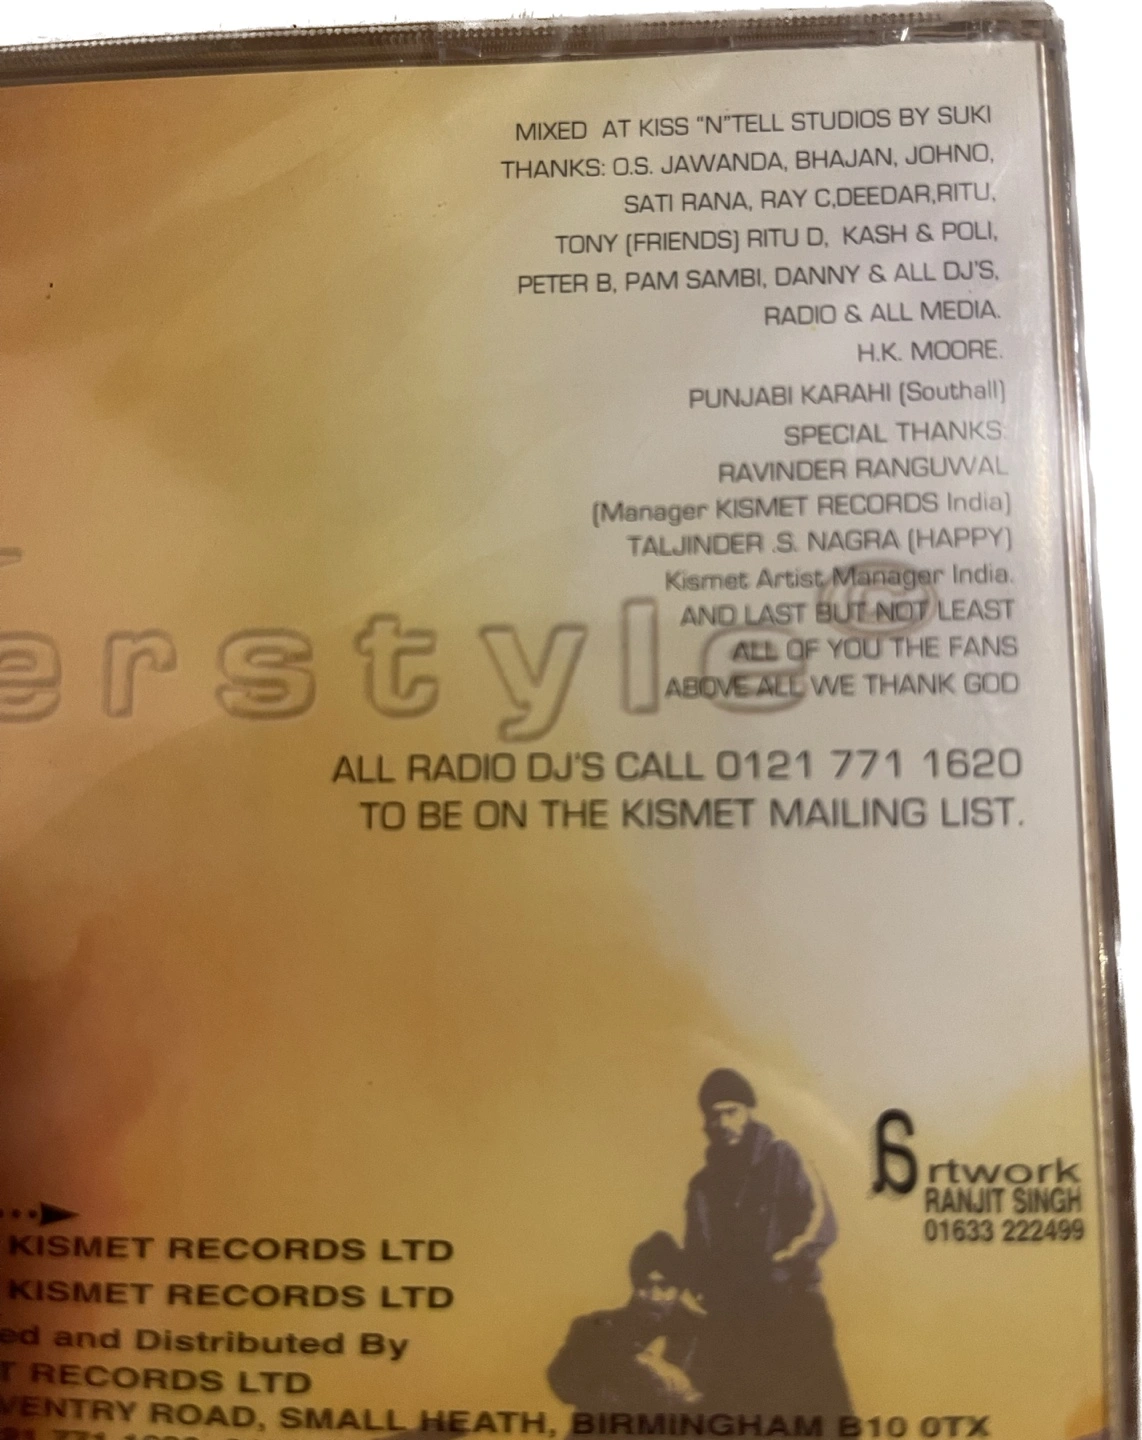 MIXED AT KISS "N"TELL STUDIOS BY SUKI
THANKS: O.S. JAWANDA, BHAJAN, JOHNO,
SATI RANA, RAY C,DEEDAR,RITU,
TONY (FRIENDS) RITU D, KASH & POLI,
PETER B, PAM SAMBI, DANNY & ALL DJ'S,
RADIO & ALL MEDIA.
H.K. MOORE.
PUNJABI KARAHI (Southall)
SPECIAL THANKS:
RAVINDER RANGUWAL
(Manager KISMET RECORDS India)
TALJINDER .S. NAGRA (HAPPY)
Kismet Artist Manager India.
AND LAST BUT NOT LEAST
ALL OF YOU THE FANS
ABOVE ALL WE THANK GOD
erstyle©
ALL RADIO DJ'S CALL 0121 771 1620
TO BE ON THE KISMET MAILING LIST.
artwork
RANJIT SINGH
01633 222499
KISMET RECORDS LTD
KISMET RECORDS LTD
ed and Distributed By
T RECORDS LTD
VENTRY ROAD, SMALL HEATH, BIRMINGHAM B10 0TX